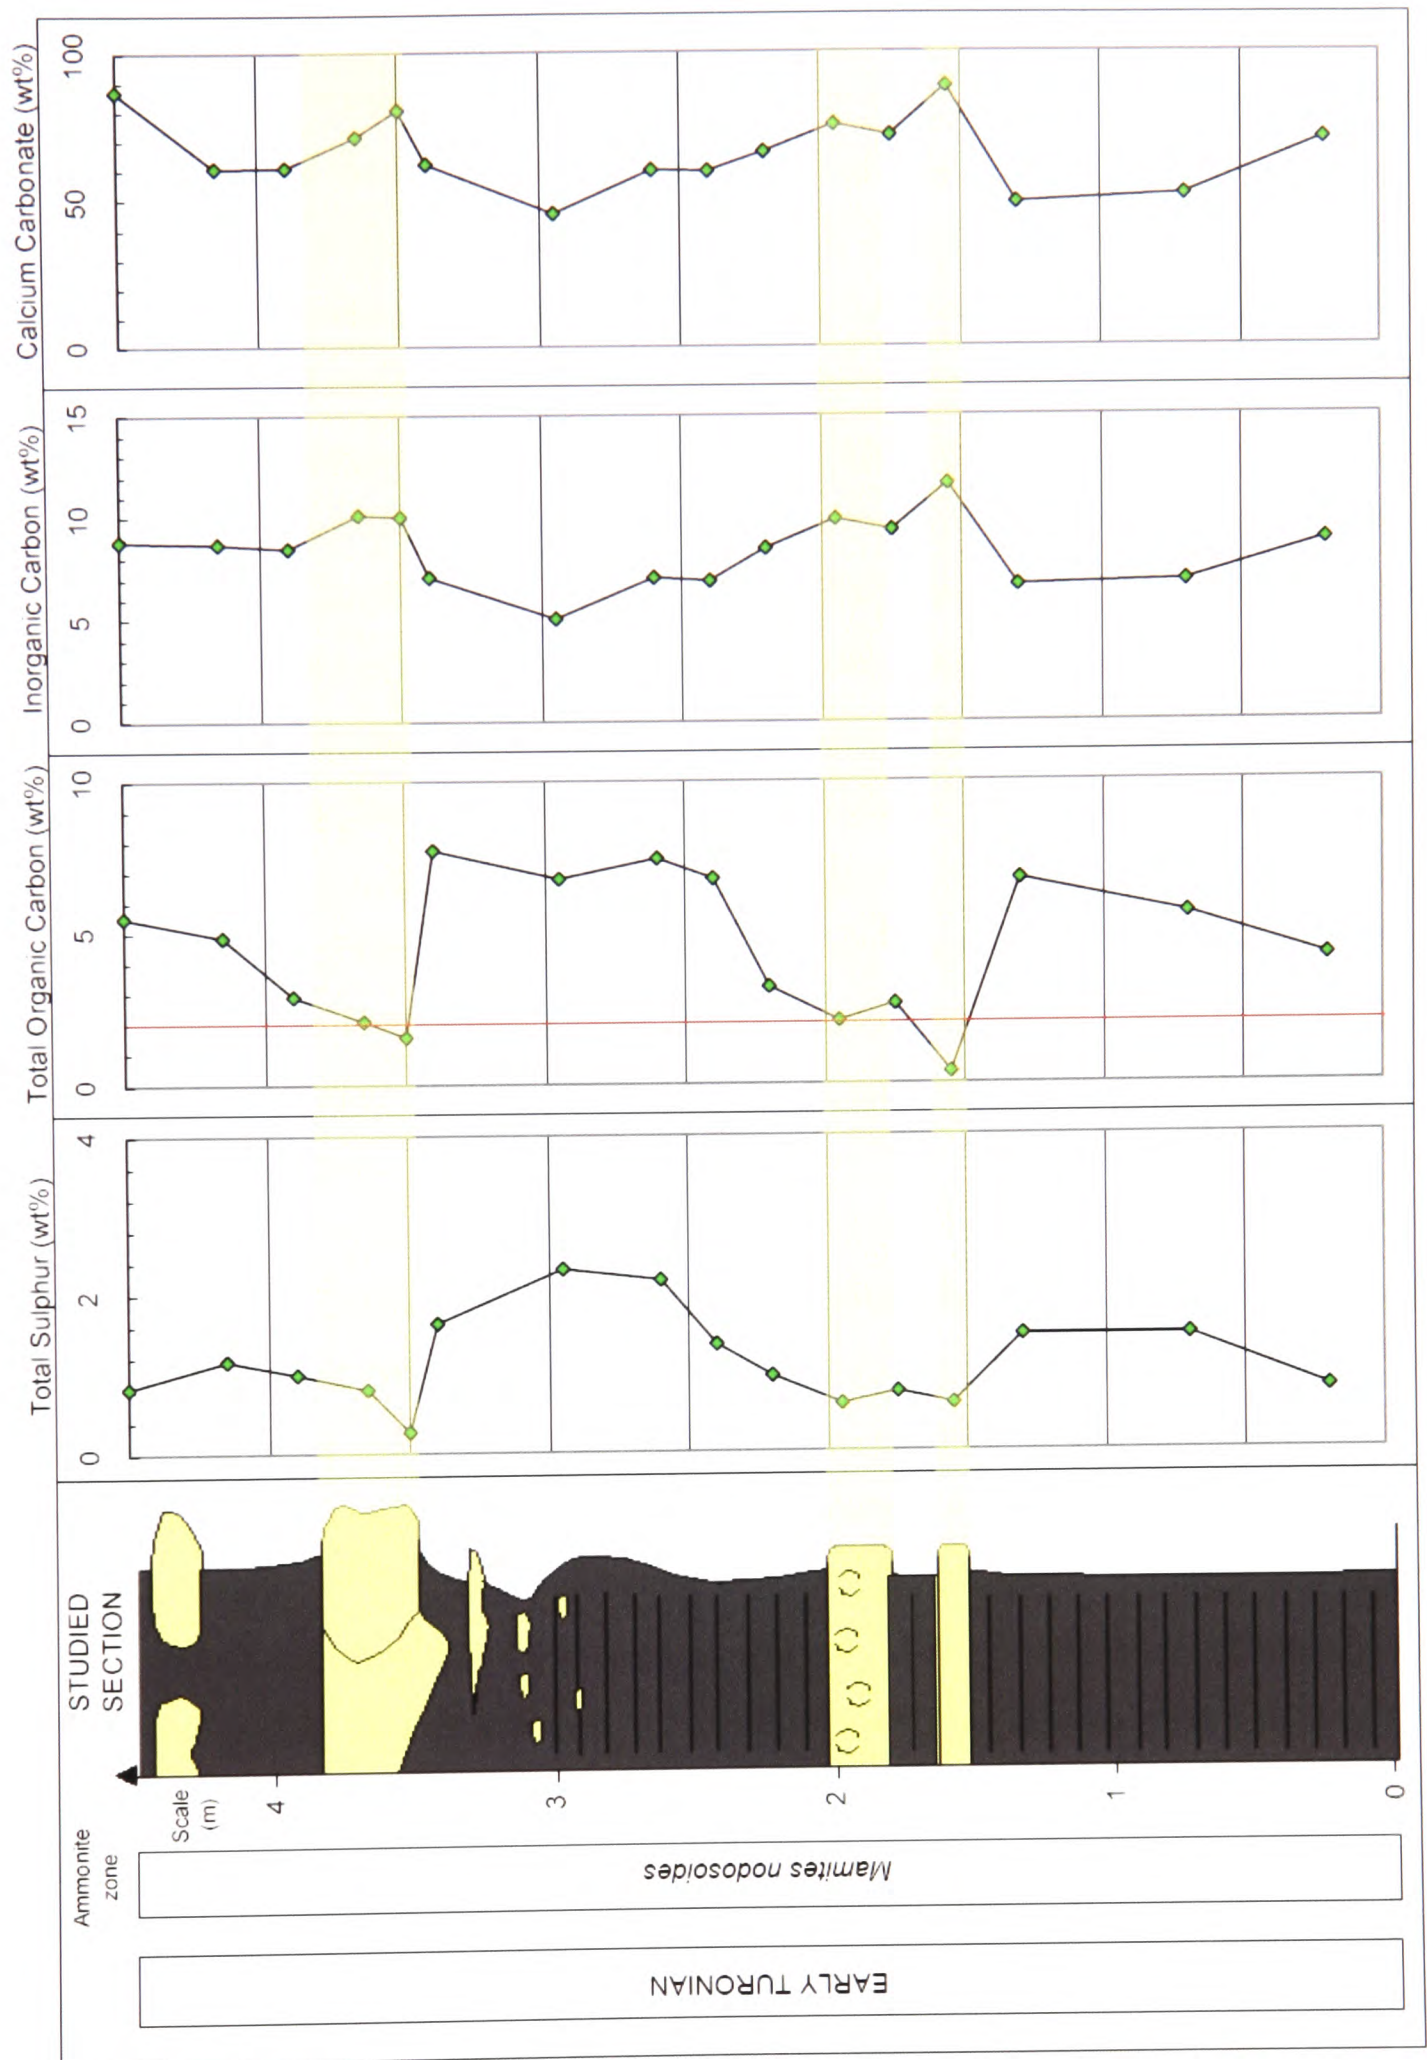 Calcium Carbonate (wt%)
0
50
100
Inorganic Carbon (wt%)
0
5
10
15
Total Organic Carbon (wt%)
0
5
10
Total Sulphur (wt%)
0
2
4
STUDIED
SECTION
Scale
(m)
4
3
2
1
0
Ammonite
zone
Mamites nodosoides
EARLY TURONIAN